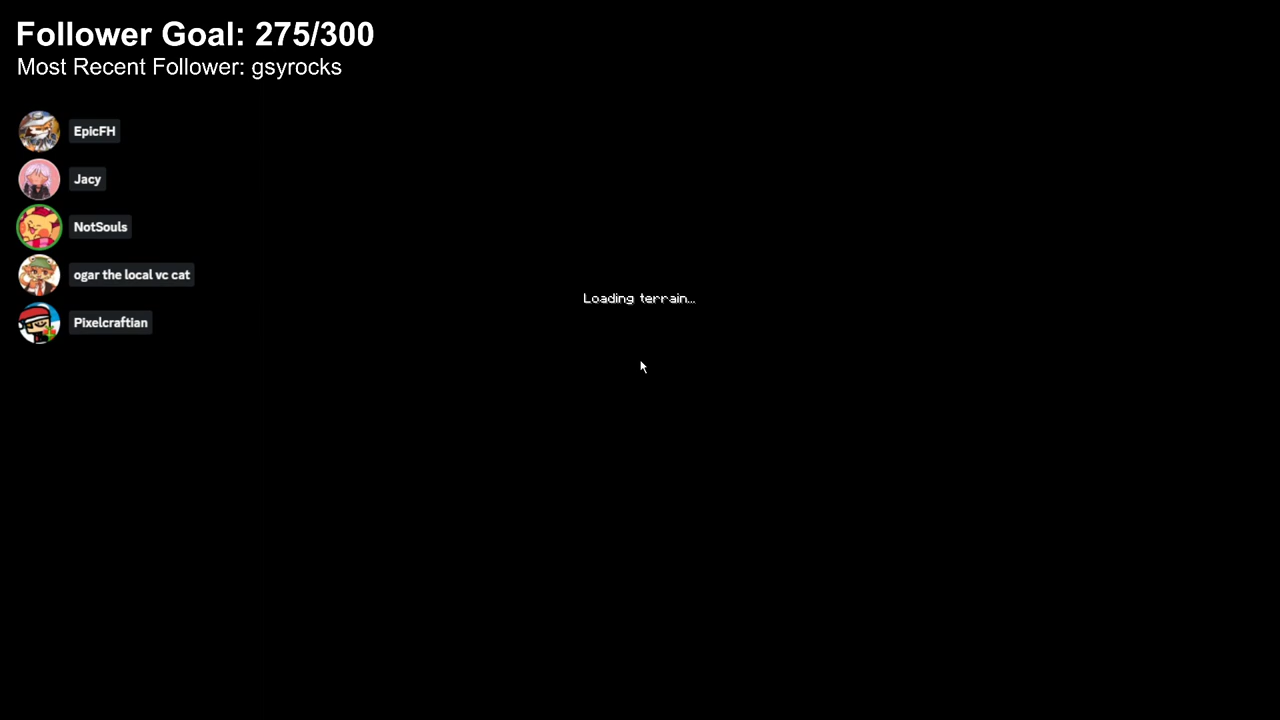 Follower Goal: 275/300
Most Recent Follower: gsyrocks
EpicFH
Jacy
NotSouls
ogar the local vc cat
Pixelcraftian
Loading terrain...